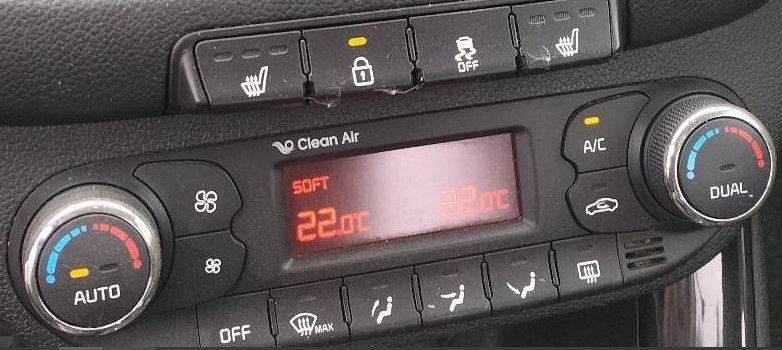 OFF
Clean Air
A/C
SOFT
22.0°C 22.0°C
DUAL
AUTO
OFF
MAX